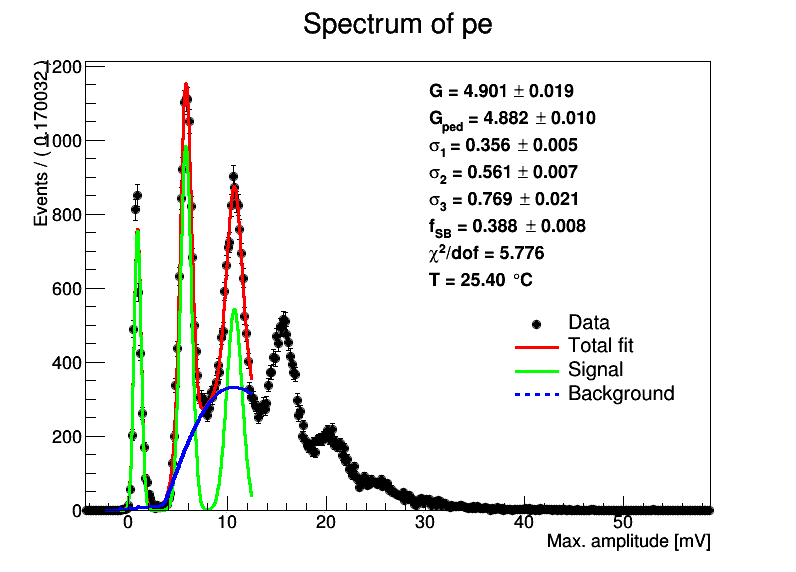 Spectrum of pe
Events / ( 0.170032 )
1200
1000
800
600
400
200
0
G = 4.901 ± 0.019
Gped = 4.882 ± 0.010
σ1 = 0.356 ± 0.005
σ2 = 0.561 ± 0.007
σ3 = 0.769 ± 0.021
fSB = 0.388 ± 0.008
χ²/dof = 5.776
T = 25.40 °C
Data
Total fit
Signal
Background
0 10 20 30 40 50
Max. amplitude [mV]